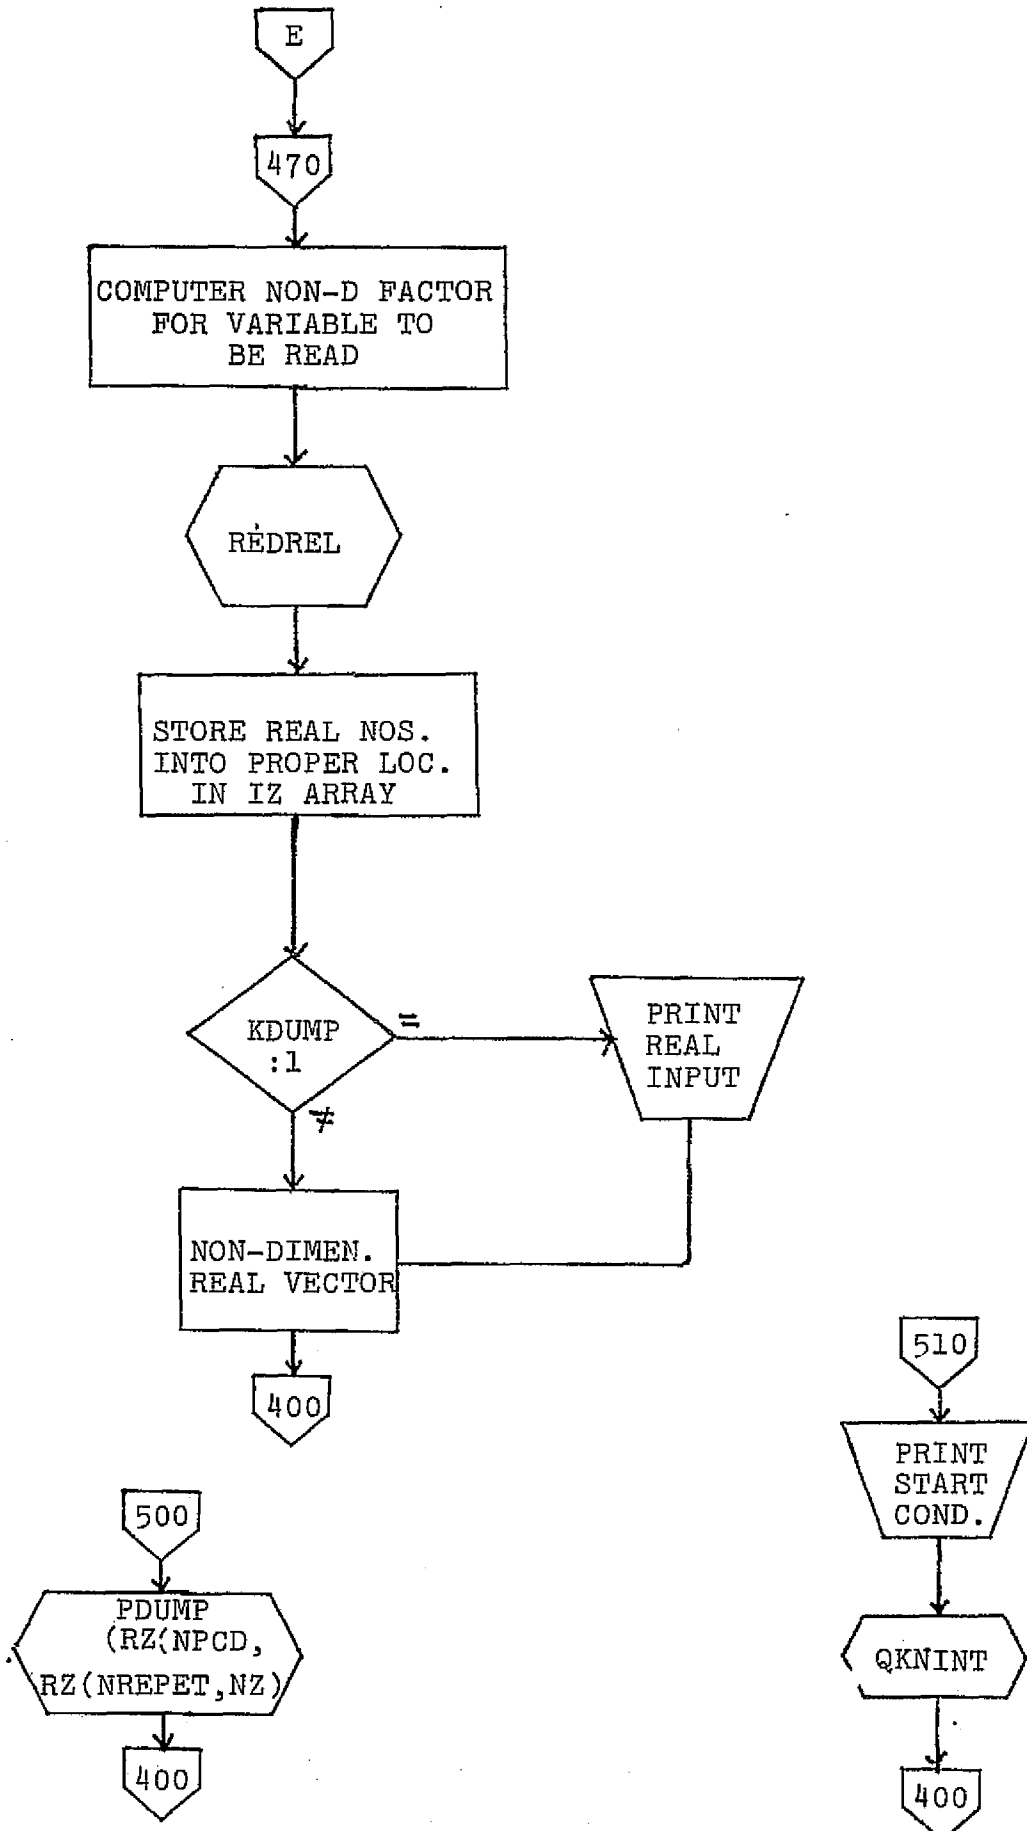 E
470
COMPUTER NON-D FACTOR
FOR VARIABLE TO
BE READ
REDREL
STORE REAL NOS.
INTO PROPER LOC.
IN IZ ARRAY
KDUMP
:1
=
≠
PRINT
REAL
INPUT
NON-DIMEN.
REAL VECTOR
400
500
PDUMP
(RZ(NPCD,
RZ(NREPET,NZ)
400
510
PRINT
START
COND.
QKNINT
400